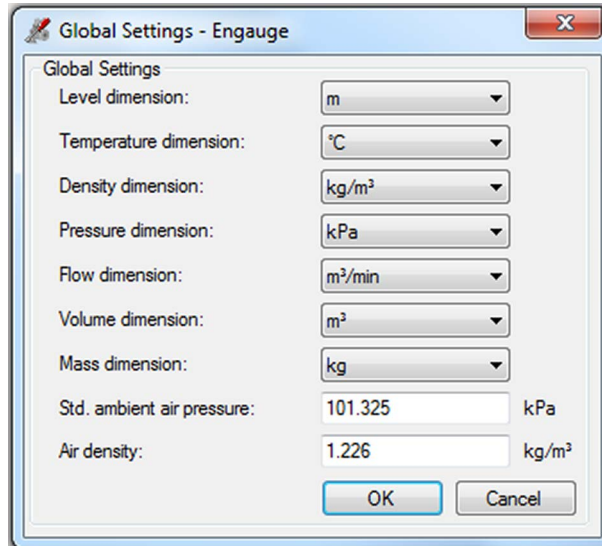 Global Settings - Engauge
Global Settings
Level dimension: m
Temperature dimension: °C
Density dimension: kg/m³
Pressure dimension: kPa
Flow dimension: m³/min
Volume dimension: m³
Mass dimension: kg
Std. ambient air pressure: 101.325 kPa
Air density: 1.226 kg/m³
OK Cancel